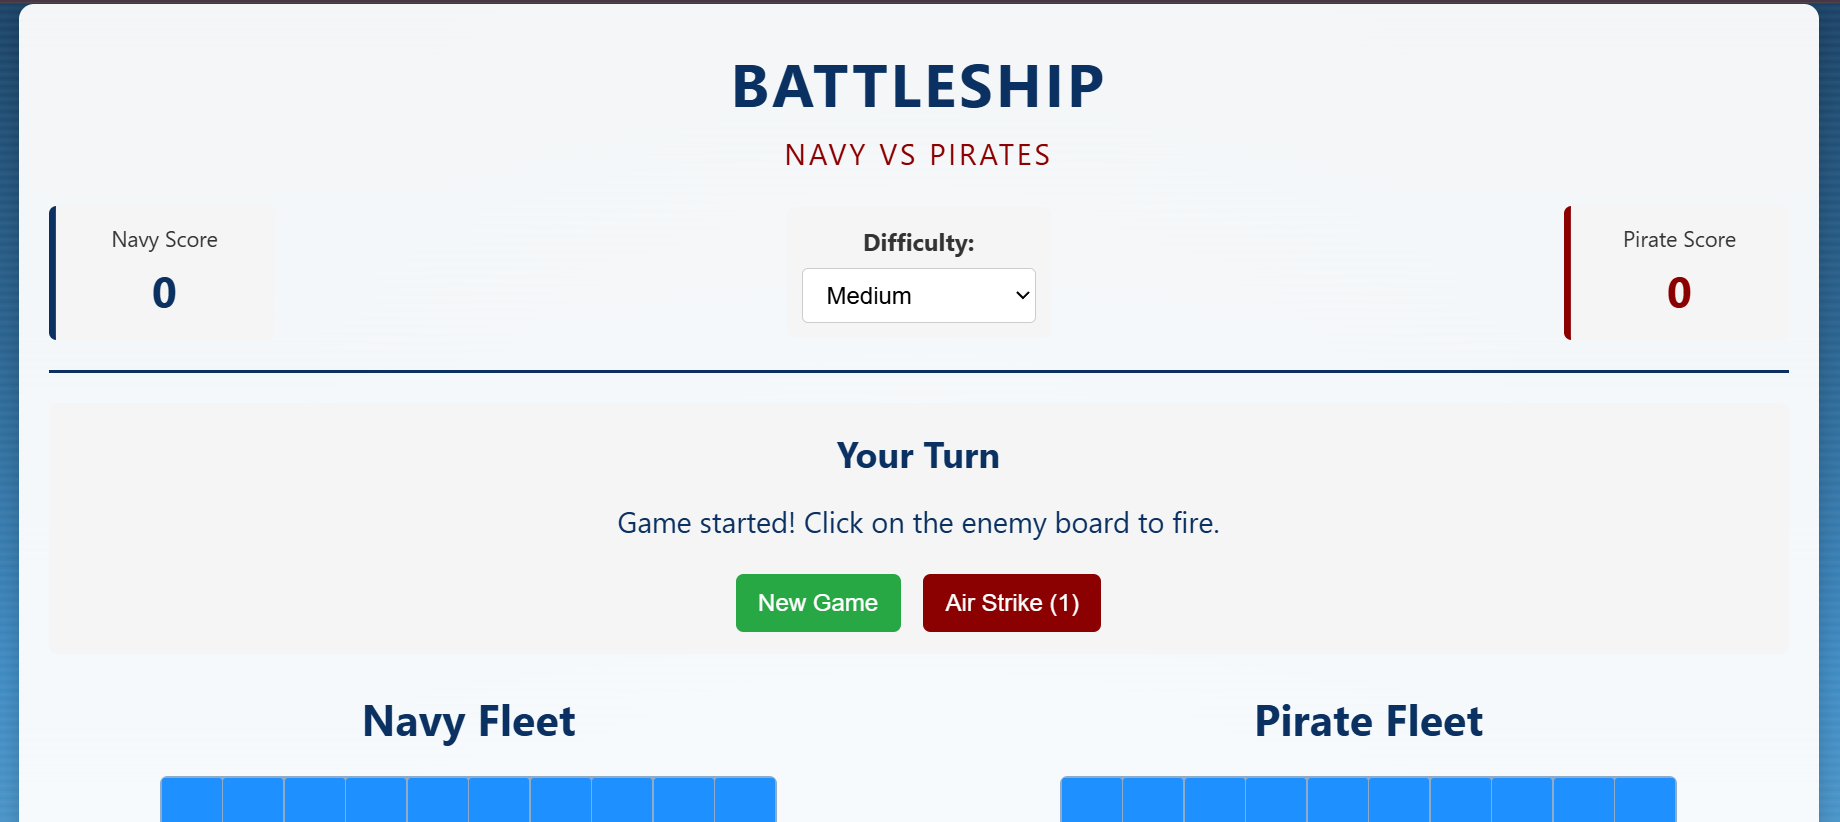 BATTLESHIP
NAVY VS PIRATES
Navy Score
0
Difficulty:
Medium
Pirate Score
0
Your Turn
Game started! Click on the enemy board to fire.
New Game
Air Strike (1)
Navy Fleet
Pirate Fleet